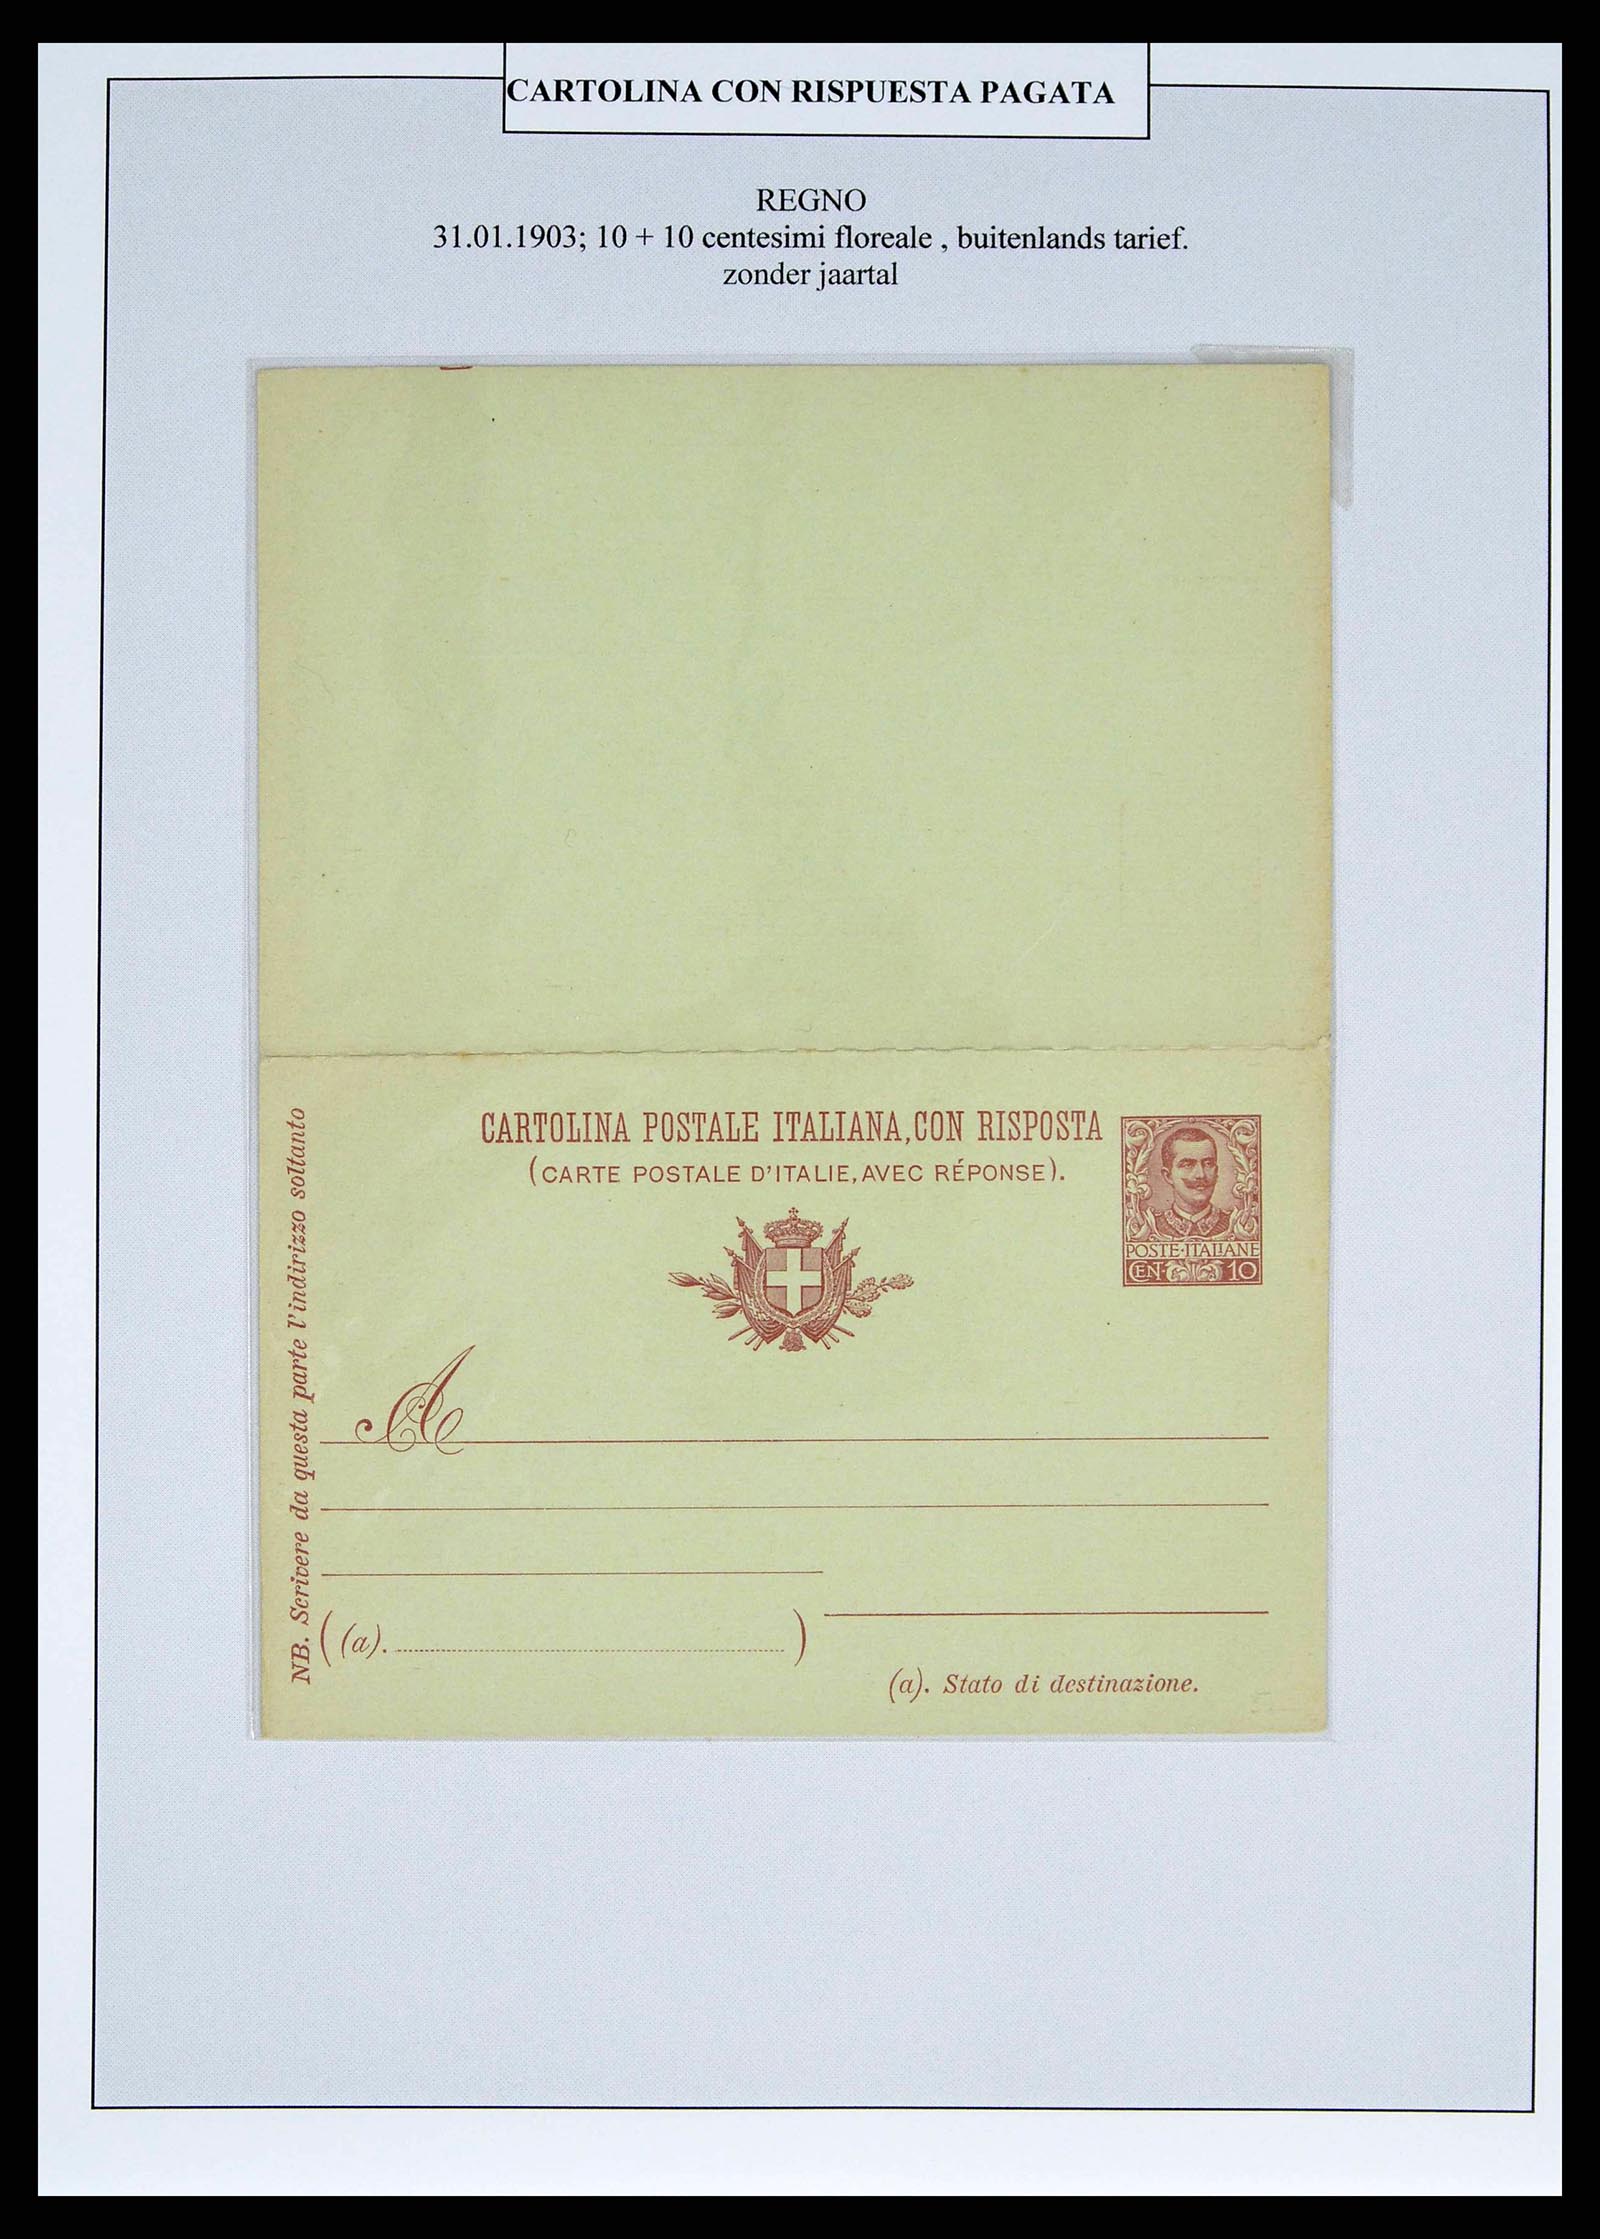 CARTOLINA CON RISPUESTA PAGATA
REGNO
31.01.1903; 10 + 10 centesimi floreale , buitenlands tarief.
zonder jaartal
CARTOLINA POSTALE ITALIANA, CON RISPOSTA
(CARTE POSTALE D'ITALIE, AVEC RÉPONSE).
POSTE·ITALIANE
CEN· 10
NB. Scrivere da questa parte l'indirizzo soltanto
A
( (a). )
(a). Stato di destinazione.